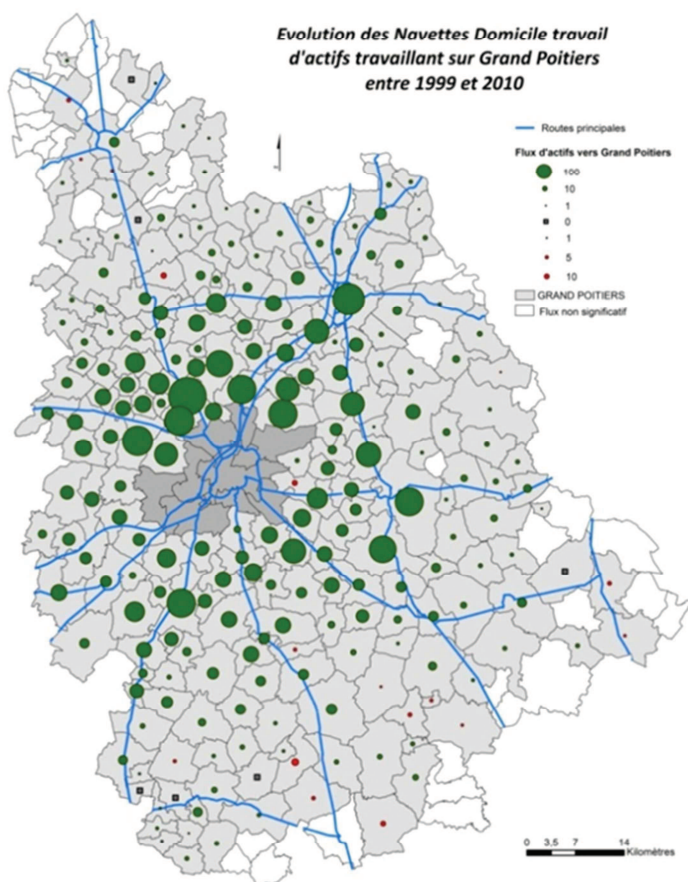 Evolution des Navettes Domicile travail
d'actifs travaillant sur Grand Poitiers
entre 1999 et 2010
Routes principales
Flux d'actifs vers Grand Poitiers
100
10
1
0
1
5
10
GRAND POITIERS
Flux non significatif
0 3,5 7 14
Kilomètres